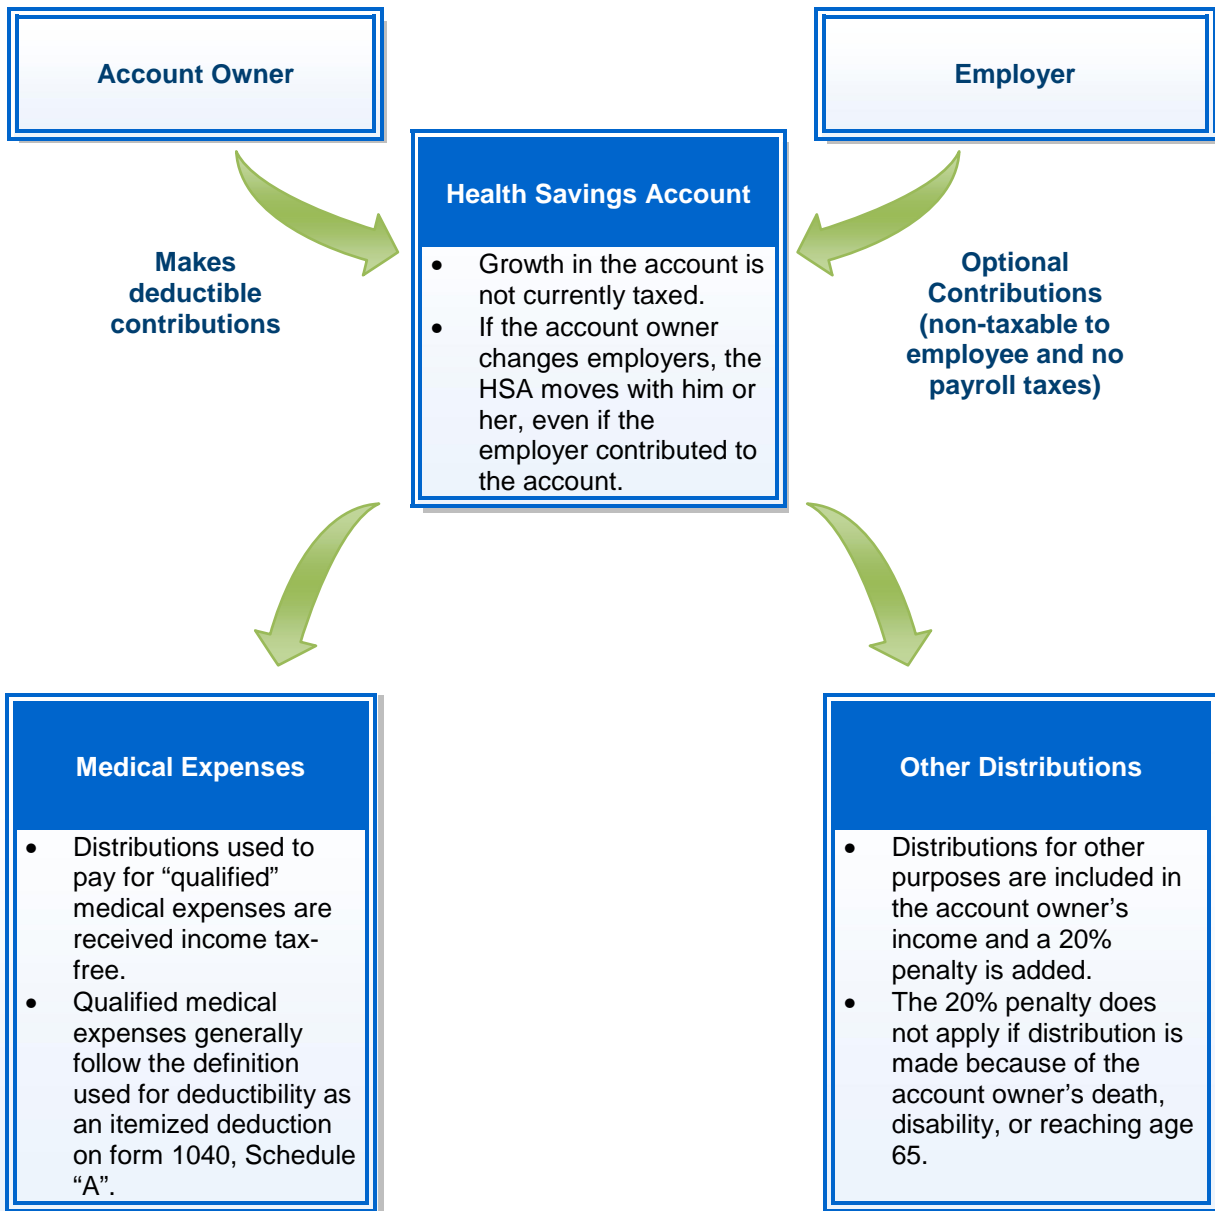 Account Owner
Employer
Health Savings Account
• Growth in the account is
not currently taxed.
• If the account owner
changes employers, the
HSA moves with him or
her, even if the
employer contributed to
the account.
Makes
deductible
contributions
Optional
Contributions
(non-taxable to
employee and no
payroll taxes)
Medical Expenses
• Distributions used to
pay for “qualified”
medical expenses are
received income tax-
free.
• Qualified medical
expenses generally
follow the definition
used for deductibility as
an itemized deduction
on form 1040, Schedule
“A”.
Other Distributions
• Distributions for other
purposes are included in
the account owner’s
income and a 20%
penalty is added.
• The 20% penalty does
not apply if distribution is
made because of the
account owner’s death,
disability, or reaching age
65.